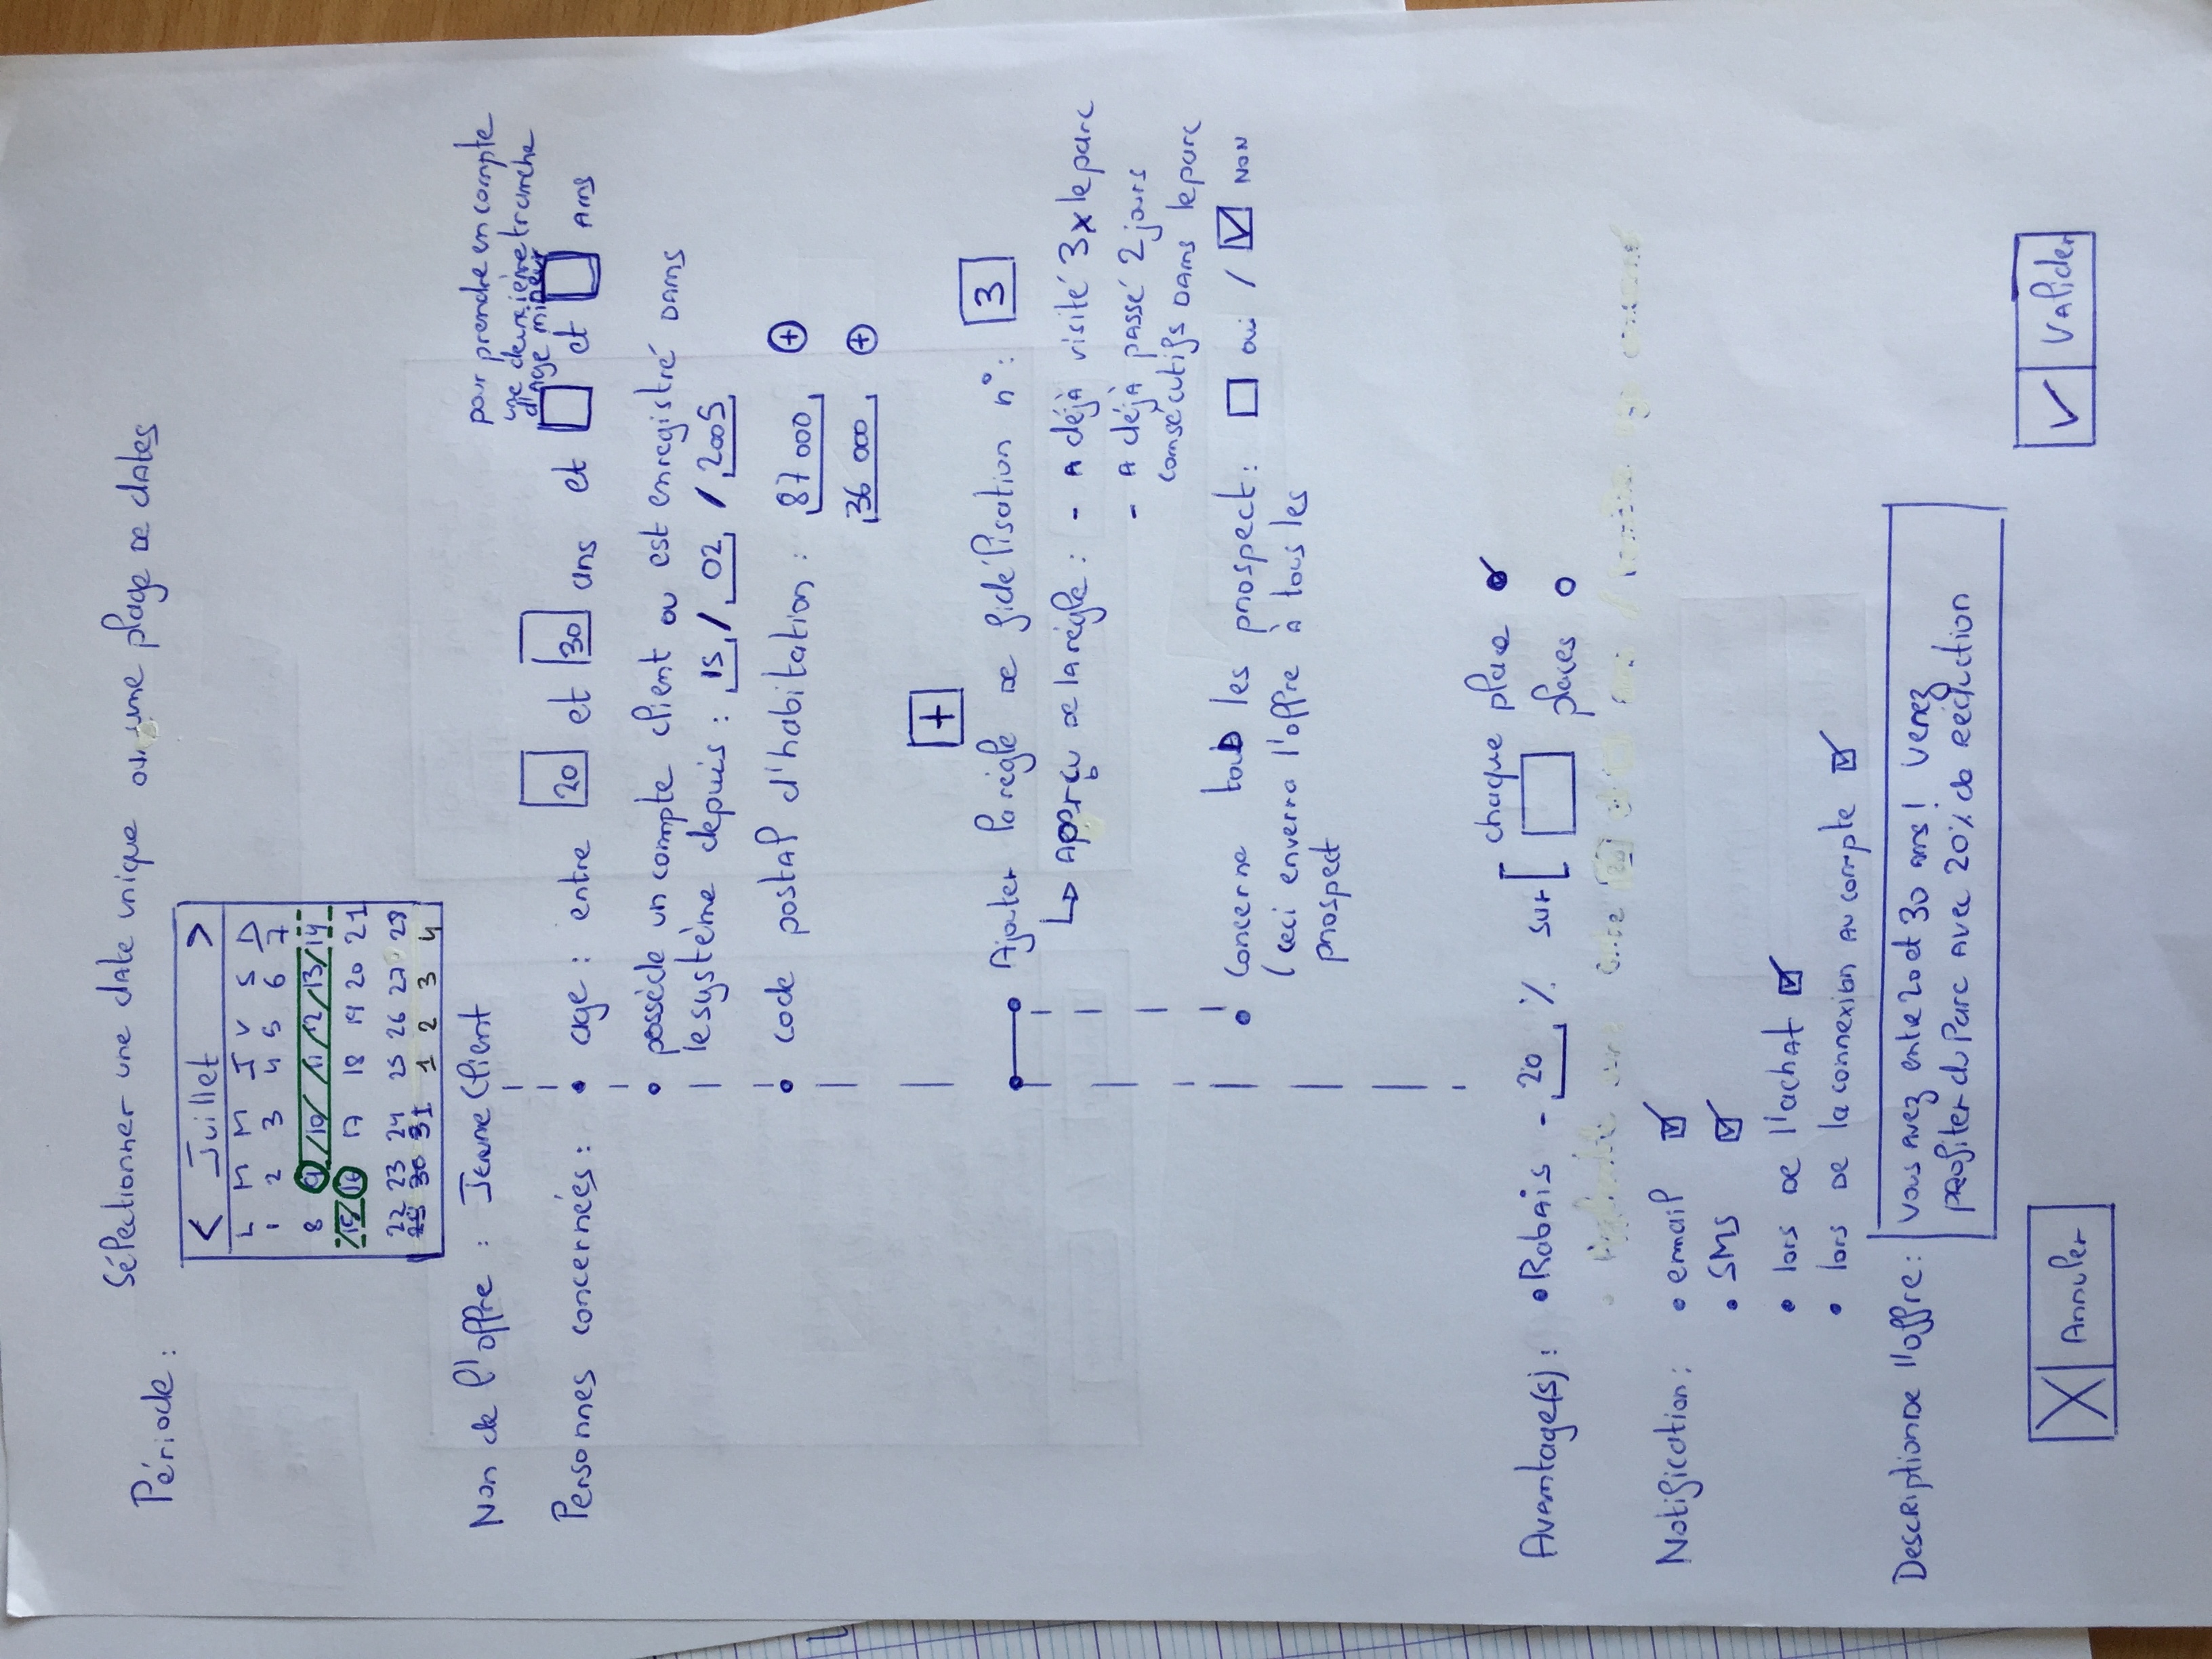 Sélectionner une date unique ou une plage de dates
Période :
< Juillet >
L M M J V S D
1 2 3 4 5 6 7
8 9 10 11 12 13 14
15 16 17 18 19 20 21
22 23 24 25 26 27 28
29 30 31 1 2 3 4
Non de l'offre : Jeune Client
pour prendre en compte
une deuxième tranche
d'age mineur
Personnes concernées : • age : entre 20 et 30 ans et et ans
• possède un compte client ou est enregistré dans
le système depuis : 15 / 02 / 2005
• code postal d'habitation : 87 000 +
36 000 +
+
Ajouter la régle de fidélisation n° : 3
↳ Aperçu de la régle : - a déjà visité 3x le parc
- a déjà passé 2 jours
consécutifs dans le parc
• Concerne tous les prospect : oui / ☑ NON
(ceci enverra l'offre à tous les
prospect
chaque place
Avantage(s) : • Rabais - 20 % sur
places
Notification : • email ☑
• SMS ☑
• lors de l'achat ☑
• lors de la connexion au compte ☑
Description de l'offre : Vous avez entre 20 et 30 ans ! Venez
profiter du Parc avec 20% de réduction
X Annuler
✓ Valider